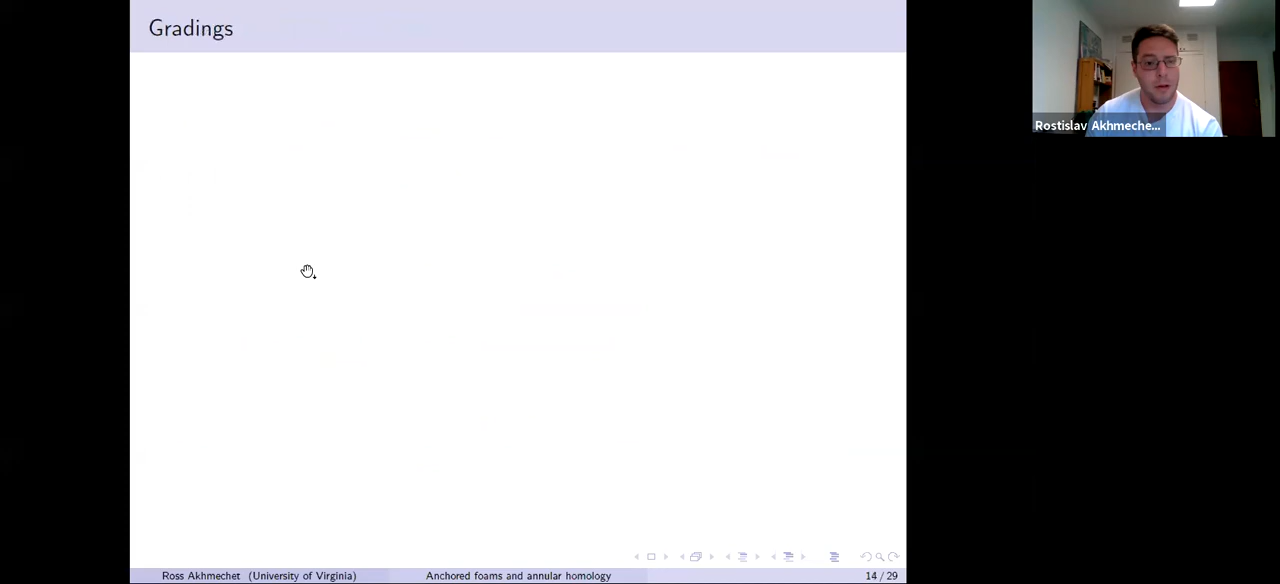 Gradings
Rostislav Akhmeche...
Ross Akhmechet (University of Virginia) Anchored foams and annular homology 14 / 29